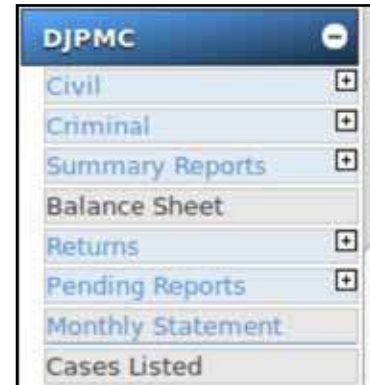 DJPMC
Civil
Criminal
Summary Reports
Balance Sheet
Returns
Pending Reports
Monthly Statement
Cases Listed